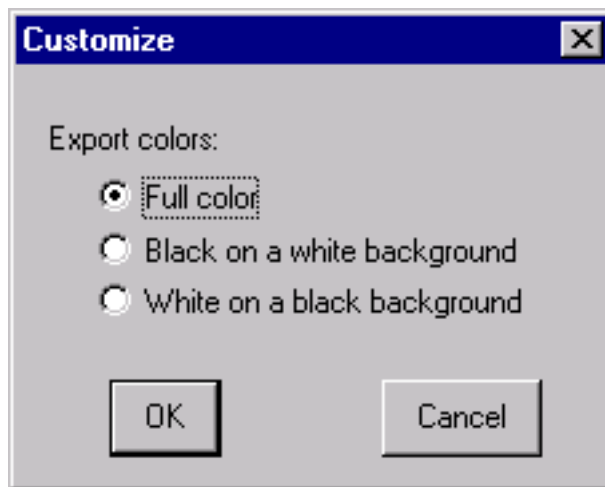 Customize
Export colors:
Full color
Black on a white background
White on a black background
OK
Cancel